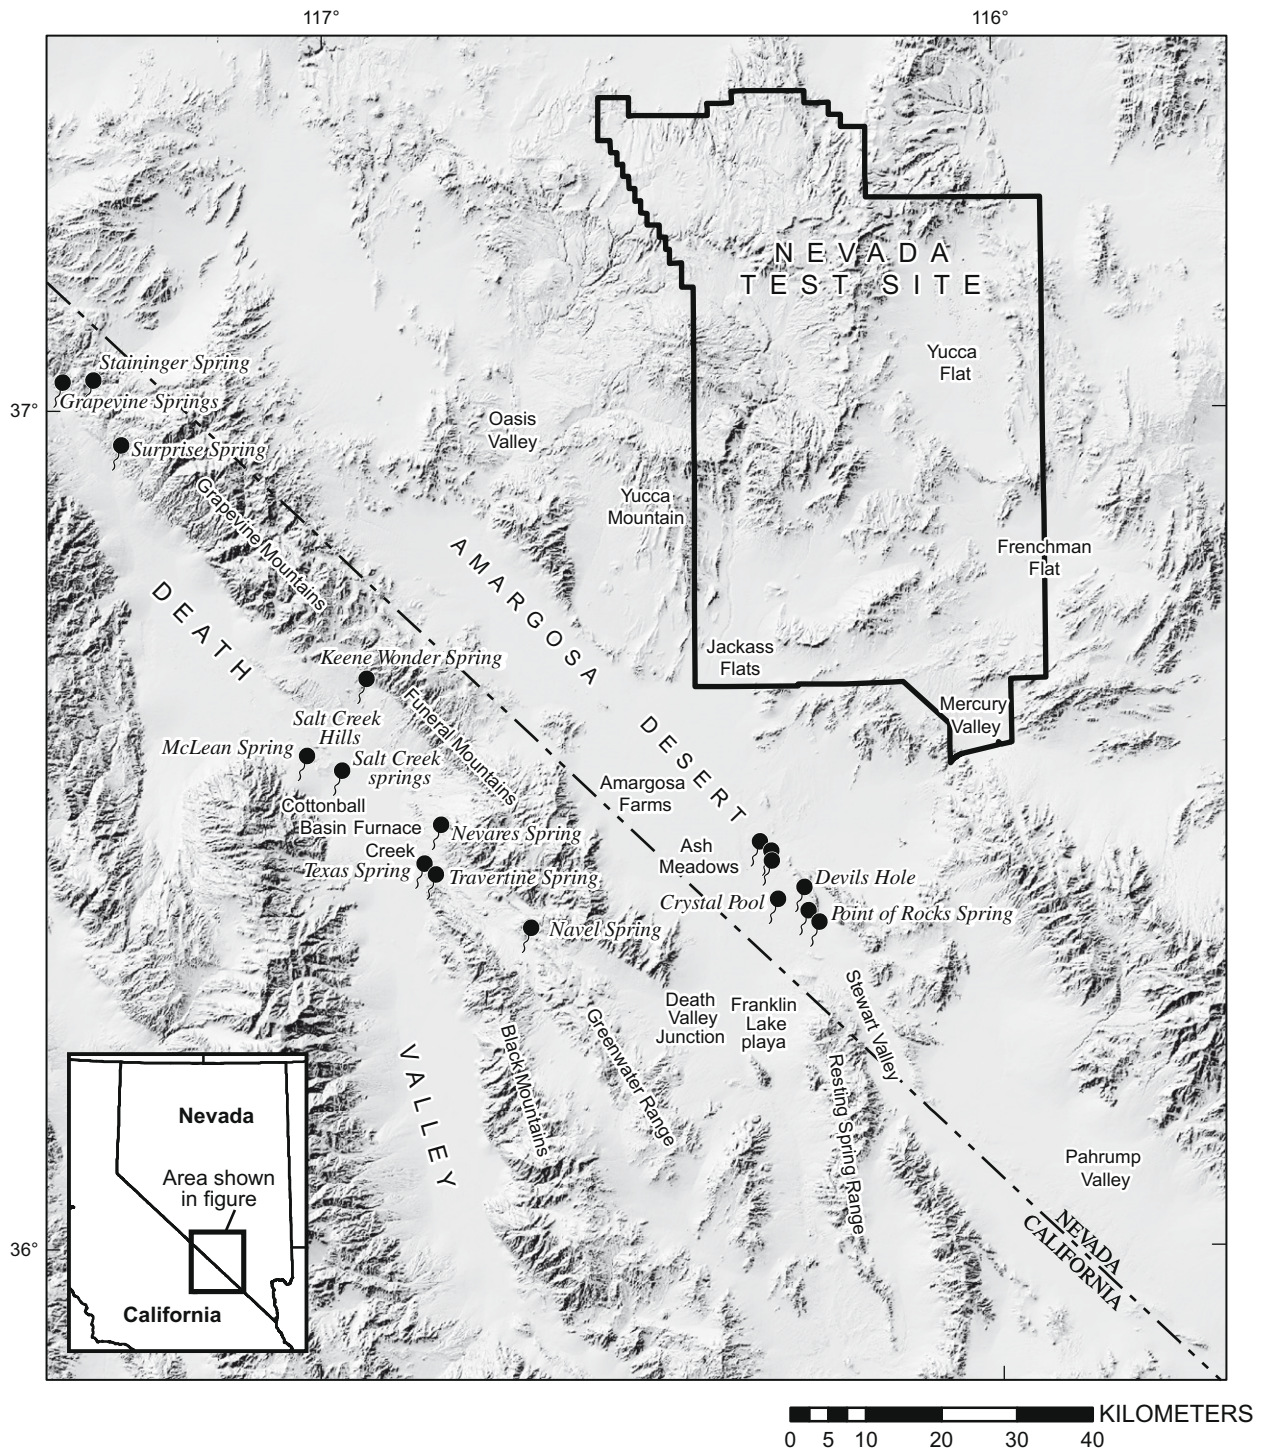 117°
116°
NEVADA
TEST SITE
Yucca
Flat
Staininger Spring
Grapevine Springs
37°
Oasis
Valley
Surprise Spring
Grapevine Mountains
Yucca
Mountain
Frenchman
Flat
AMARGOSA
DESERT
DEATH
VALLEY
Jackass
Flats
Keene Wonder Spring
Funeral Mountains
Mercury
Valley
Salt Creek
Hills
McLean Spring
Salt Creek
springs
Amargosa
Farms
Cottonball
Basin
Furnace
Creek
Nevares Spring
Ash
Meadows
Texas Spring
Travertine Spring
Devils Hole
Crystal Pool
Point of Rocks Spring
Navel Spring
Death
Valley
Junction
Franklin
Lake
playa
Stewart Valley
Black Mountains
Greenwater Range
Resting Spring Range
Pahrump
Valley
NEVADA
CALIFORNIA
36°
Nevada
Area shown
in figure
California
KILOMETERS
0 5 10 20 30 40